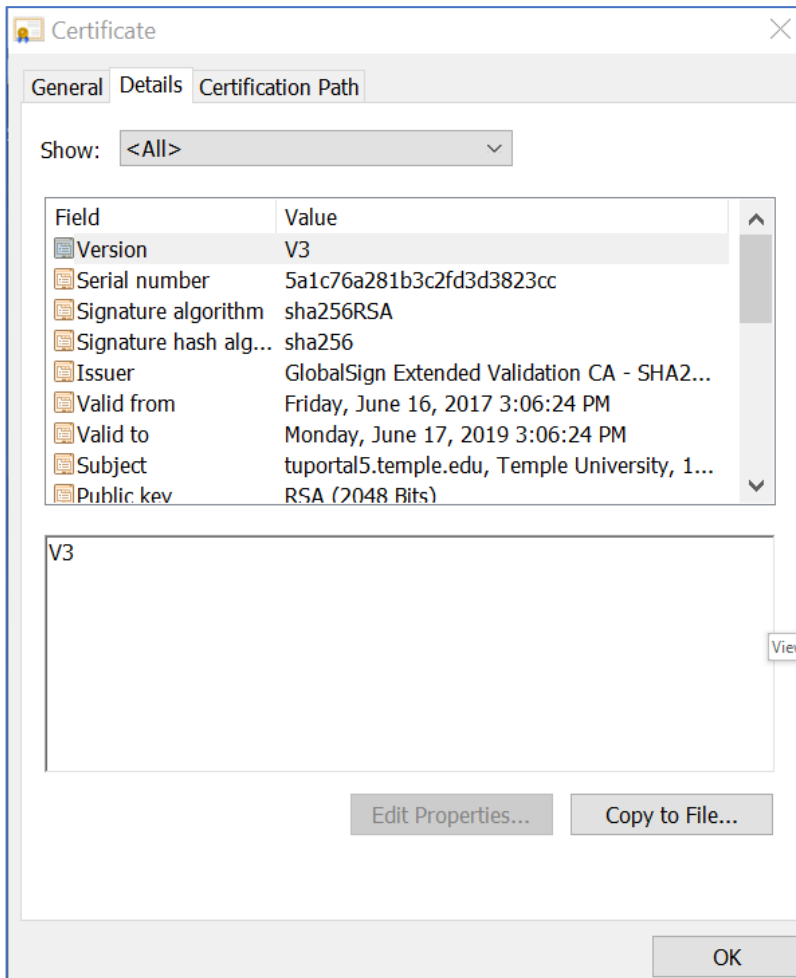 Certificate
General Details Certification Path
Show: <All>
Field Value
Version V3
Serial number 5a1c76a281b3c2fd3d3823cc
Signature algorithm sha256RSA
Signature hash alg... sha256
Issuer GlobalSign Extended Validation CA - SHA2...
Valid from Friday, June 16, 2017 3:06:24 PM
Valid to Monday, June 17, 2019 3:06:24 PM
Subject tuportal5.temple.edu, Temple University, 1...
Public key RSA (2048 Bits)
V3
View
Edit Properties... Copy to File...
OK